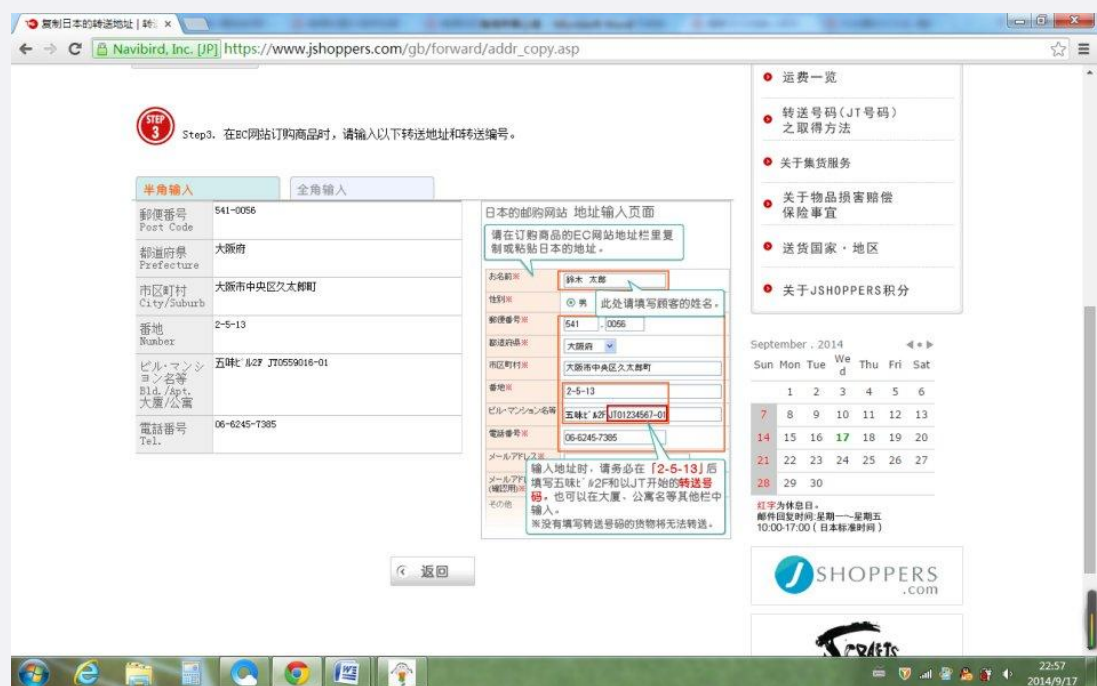 复制日本的转送地址 | 转
Navibird, Inc. [JP] https://www.jshoppers.com/gb/forward/addr_copy.asp
STEP
3
Step3. 在EC网站订购商品时，请输入以下转送地址和转送编号。
半角输入
全角输入
郵便番号
Post Code
541-0056
都道府県
Prefecture
大阪府
市区町村
City/Suburb
大阪市中央区久太郎町
番地
Number
2-5-13
ビル・マンシ
ョン名等
Bld./Apt.
大厦/公寓
五味ﾋﾞﾙ2F JT0559016-01
電話番号
Tel.
06-6245-7385
日本的邮购网站 地址输入页面
请在订购商品的EC网站地址栏里复
制或粘贴日本的地址。
お名前※
鈴木 太郎
性別※
男
此处请填写顾客的姓名。
郵便番号※
541 - 0056
都道府県※
大阪府
市区町村※
大阪市中央区久太郎町
番地※
2-5-13
ビル・マンション名等
五味ﾋﾞﾙ2F JT01234567-01
電話番号※
06-6245-7385
メールアドレス※
メールアド
(確認用)※
その他
输入地址时，请务必在「2-5-13」后
填写五味ﾋﾞﾙ2F和以JT开始的转送号
码。也可以在大厦、公寓名等其他栏中
输入。
※没有填写转送号码的货物将无法转送。
返回
运费一览
转送号码(JT号码)
之取得方法
关于集货服务
关于物品损害赔偿
保险事宜
送货国家・地区
关于JSHOPPERS积分
September . 2014
Sun Mon Tue We
d Thu Fri Sat
1 2 3 4 5 6
7 8 9 10 11 12 13
14 15 16 17 18 19 20
21 22 23 24 25 26 27
28 29 30
红字为休息日。
邮件回复时间:星期一~星期五
10:00-17:00 ( 日本标准时间 )
JSHOPPERS
.com
22:57
2014/9/17